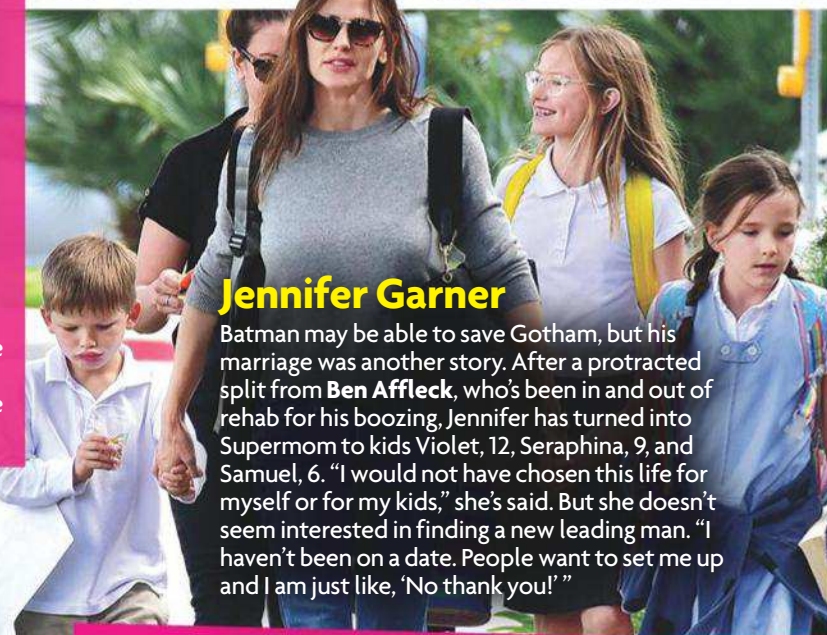 Jennifer Garner
Batman may be able to save Gotham, but his
marriage was another story. After a protracted
split from Ben Affleck, who’s been in and out of
rehab for his boozing, Jennifer has turned into
Supermom to kids Violet, 12, Seraphina, 9, and
Samuel, 6. “I would not have chosen this life for
myself or for my kids,” she’s said. But she doesn’t
seem interested in finding a new leading man. “I
haven’t been on a date. People want to set me up
and I am just like, ‘No thank you!’ ”